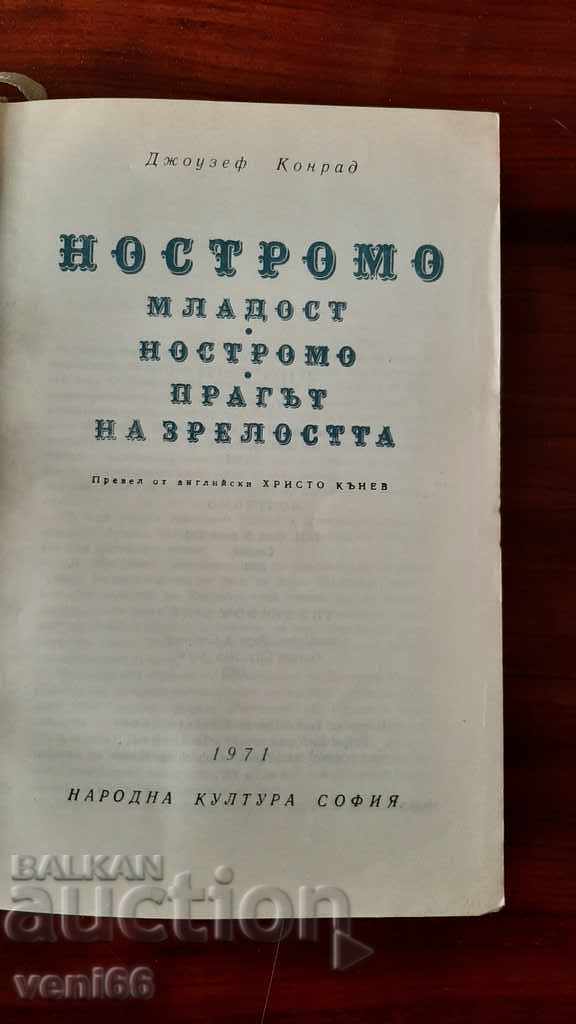 Джоузеф Конрад
НОСТРОМО
МЛАДОСТ
•
НОСТРОМО
•
ПРАГЪТ
НА ЗРЕЛОСТТА
Превел от английски ХРИСТО КЪНЕВ
1971
НАРОДНА КУЛТУРА СОФИЯ
BALKAN
auction
veni66